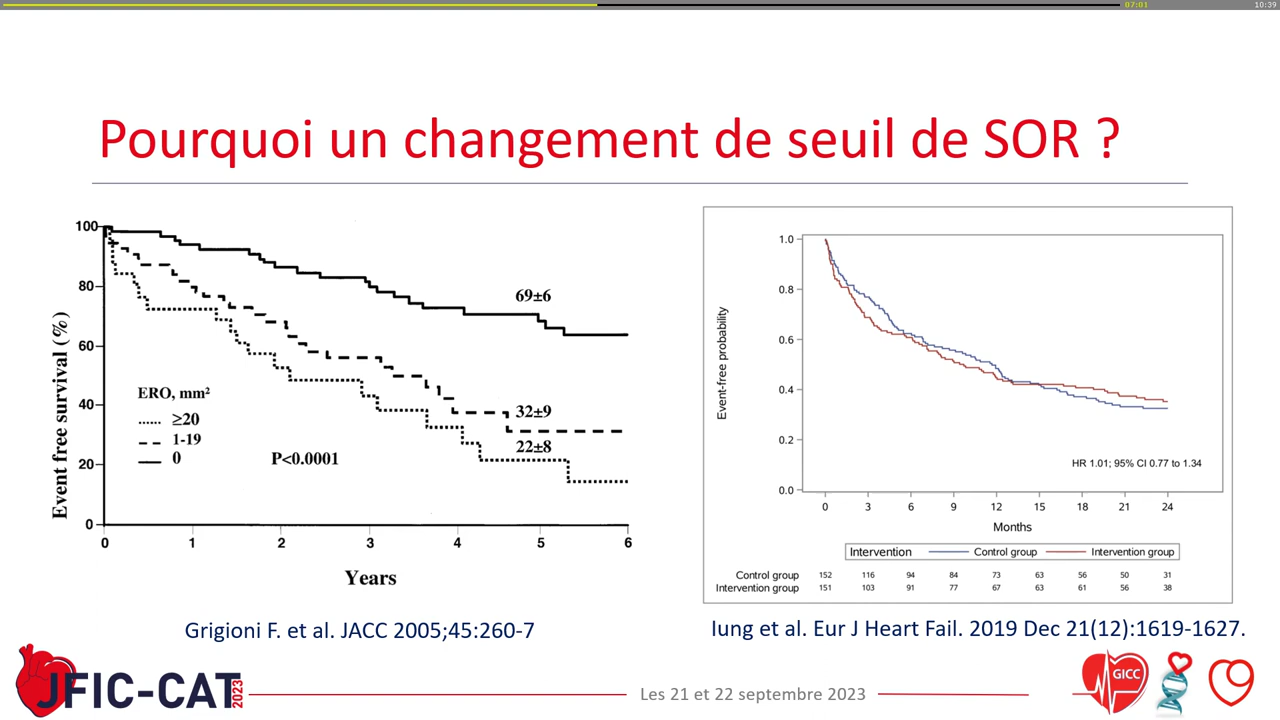 07:01
10:39
Pourquoi un changement de seuil de SOR ?
Event free survival (%)
100
80
60
40
20
0
69±6
32±9
22±8
ERO, mm²
≥20
1-19
0
P<0.0001
0 1 2 3 4 5 6
Years
Grigioni F. et al. JACC 2005;45:260-7
Event-free probability
1.0
0.8
0.6
0.4
0.2
0.0
HR 1.01; 95% CI 0.77 to 1.34
0 3 6 9 12 15 18 21 24
Months
Intervention Control group Intervention group
Control group 152 116 94 84 73 63 56 50 31
Intervention group 151 103 91 77 67 63 61 56 38
Iung et al. Eur J Heart Fail. 2019 Dec 21(12):1619-1627.
JFIC-CAT 2023
Les 21 et 22 septembre 2023
GICC